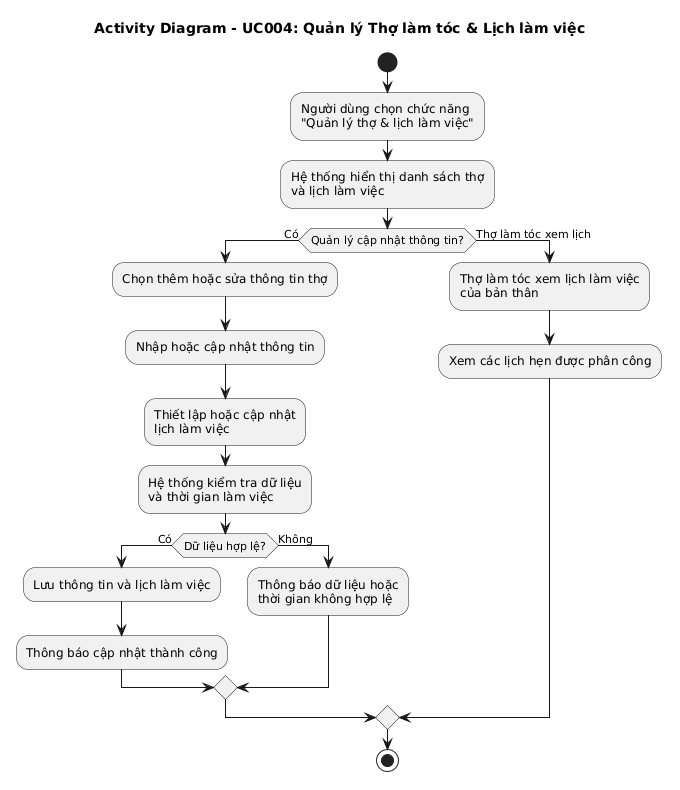 Activity Diagram - UC004: Quản lý Thợ làm tóc & Lịch làm việc
Người dùng chọn chức năng
"Quản lý thợ & lịch làm việc"
Hệ thống hiển thị danh sách thợ
và lịch làm việc
Có
Quản lý cập nhật thông tin?
Thợ làm tóc xem lịch
Chọn thêm hoặc sửa thông tin thợ
Thợ làm tóc xem lịch làm việc
của bản thân
Nhập hoặc cập nhật thông tin
Xem các lịch hẹn được phân công
Thiết lập hoặc cập nhật
lịch làm việc
Hệ thống kiểm tra dữ liệu
và thời gian làm việc
Có
Dữ liệu hợp lệ?
Không
Lưu thông tin và lịch làm việc
Thông báo dữ liệu hoặc
thời gian không hợp lệ
Thông báo cập nhật thành công